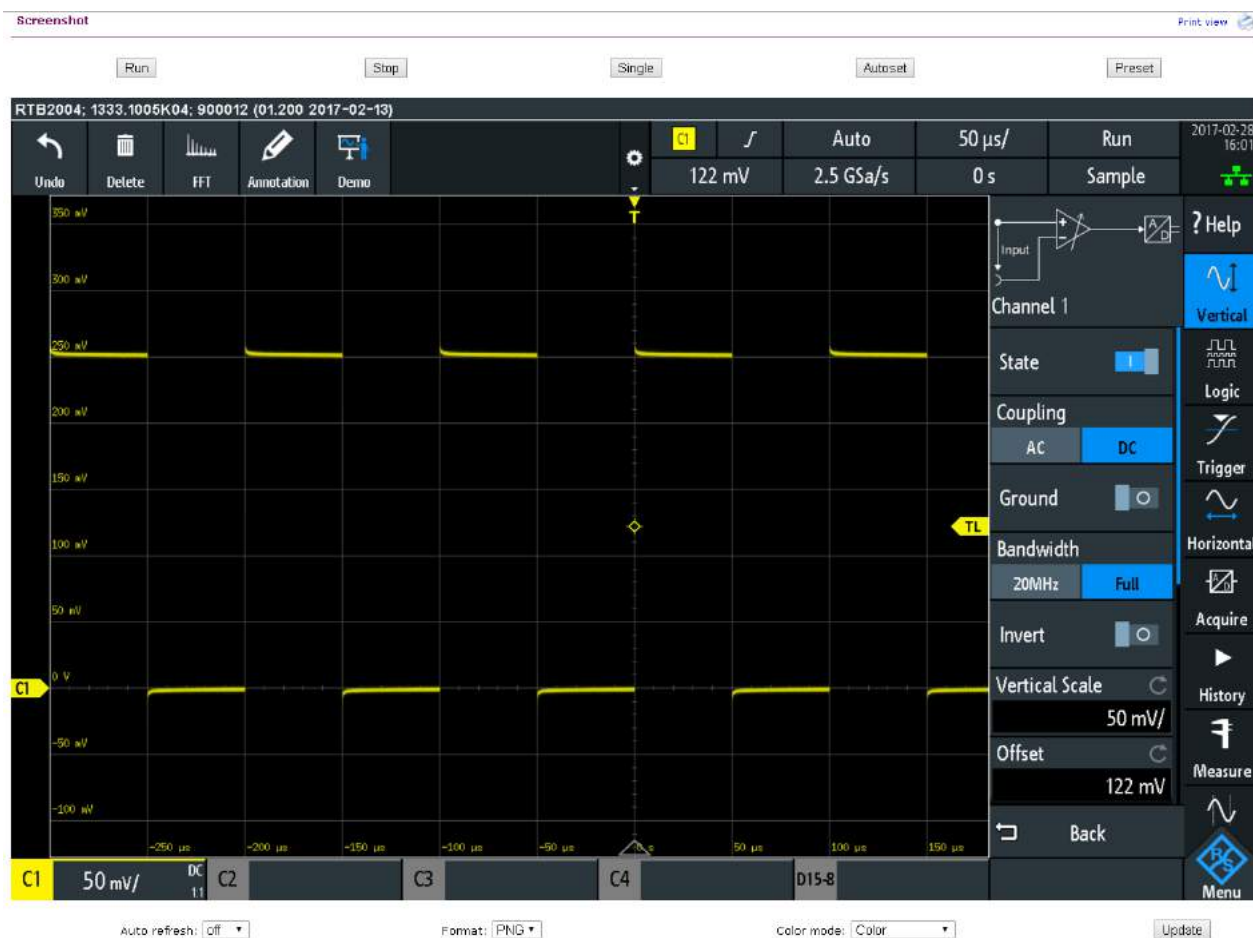 Screenshot
Print view
Run Stop Single Autoset Preset
RTB2004; 1333.1005K04; 900012 (01.200 2017-02-13)
Undo Delete FFT Annotation Demo
C1 Auto 50 µs/ Run
122 mV 2.5 GSa/s 0 s Sample
2017-02-28
16:01
350 mV
300 mV
250 mV
200 mV
150 mV
100 mV
50 mV
0 V
-50 mV
-100 mV
T
TL
C1
-250 µs -200 µs -150 µs -100 µs -50 µs 0 s 50 µs 100 µs 150 µs
Input
A
D
Channel 1
State
Coupling
AC DC
Ground
Bandwidth
20MHz Full
Invert
Vertical Scale
50 mV/
Offset
122 mV
Back
? Help
Vertical
Logic
Trigger
Horizontal
Acquire
History
Measure
R/S
Menu
C1 50 mV/ DC 1:1 C2 C3 C4 D15-8
Auto refresh: off Format: PNG Color mode: Color Update